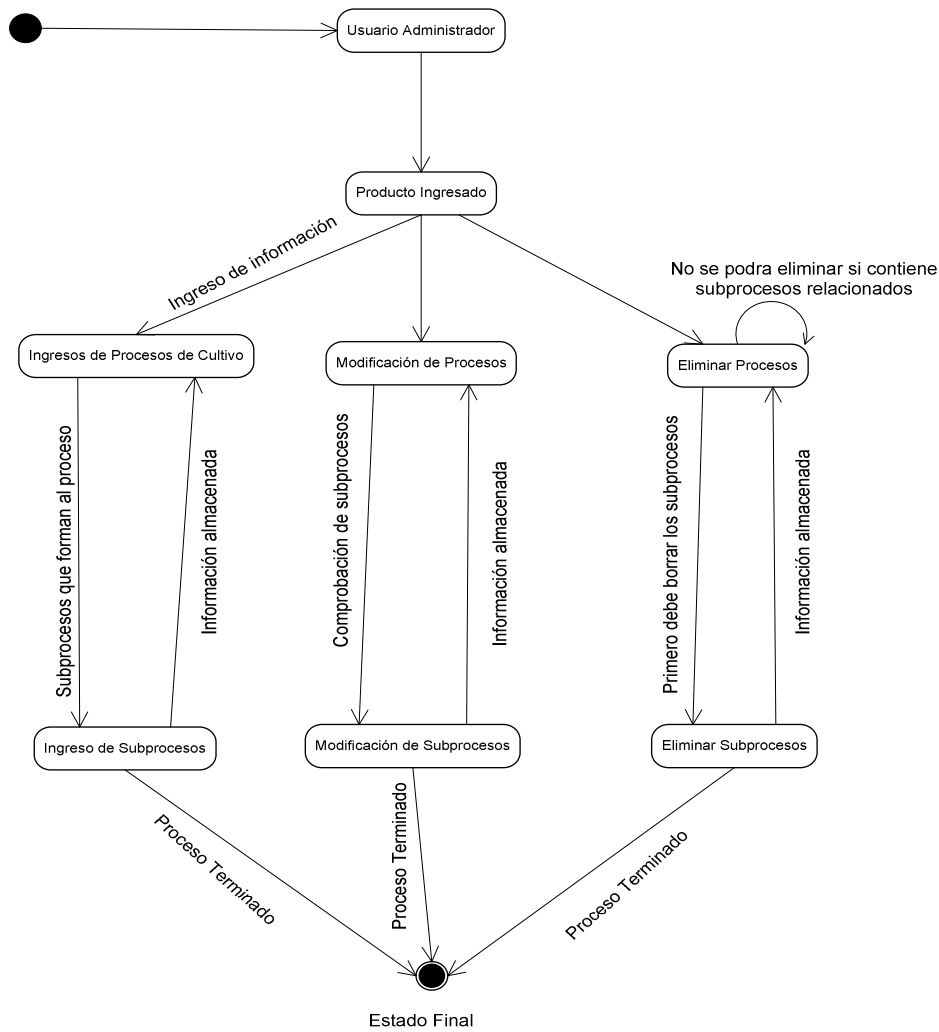 Usuario Administrador
Producto Ingresado
Ingreso de información
No se podra eliminar si contiene
subprocesos relacionados
Ingresos de Procesos de Cultivo
Modificación de Procesos
Eliminar Procesos
Subprocesos que forman al proceso
Información almacenada
Comprobación de subprocesos
Información almacenada
Primero debe borrar los subprocesos
Información almacenada
Ingreso de Subprocesos
Modificación de Subprocesos
Eliminar Subprocesos
Proceso Terminado
Proceso Terminado
Proceso Terminado
Estado Final